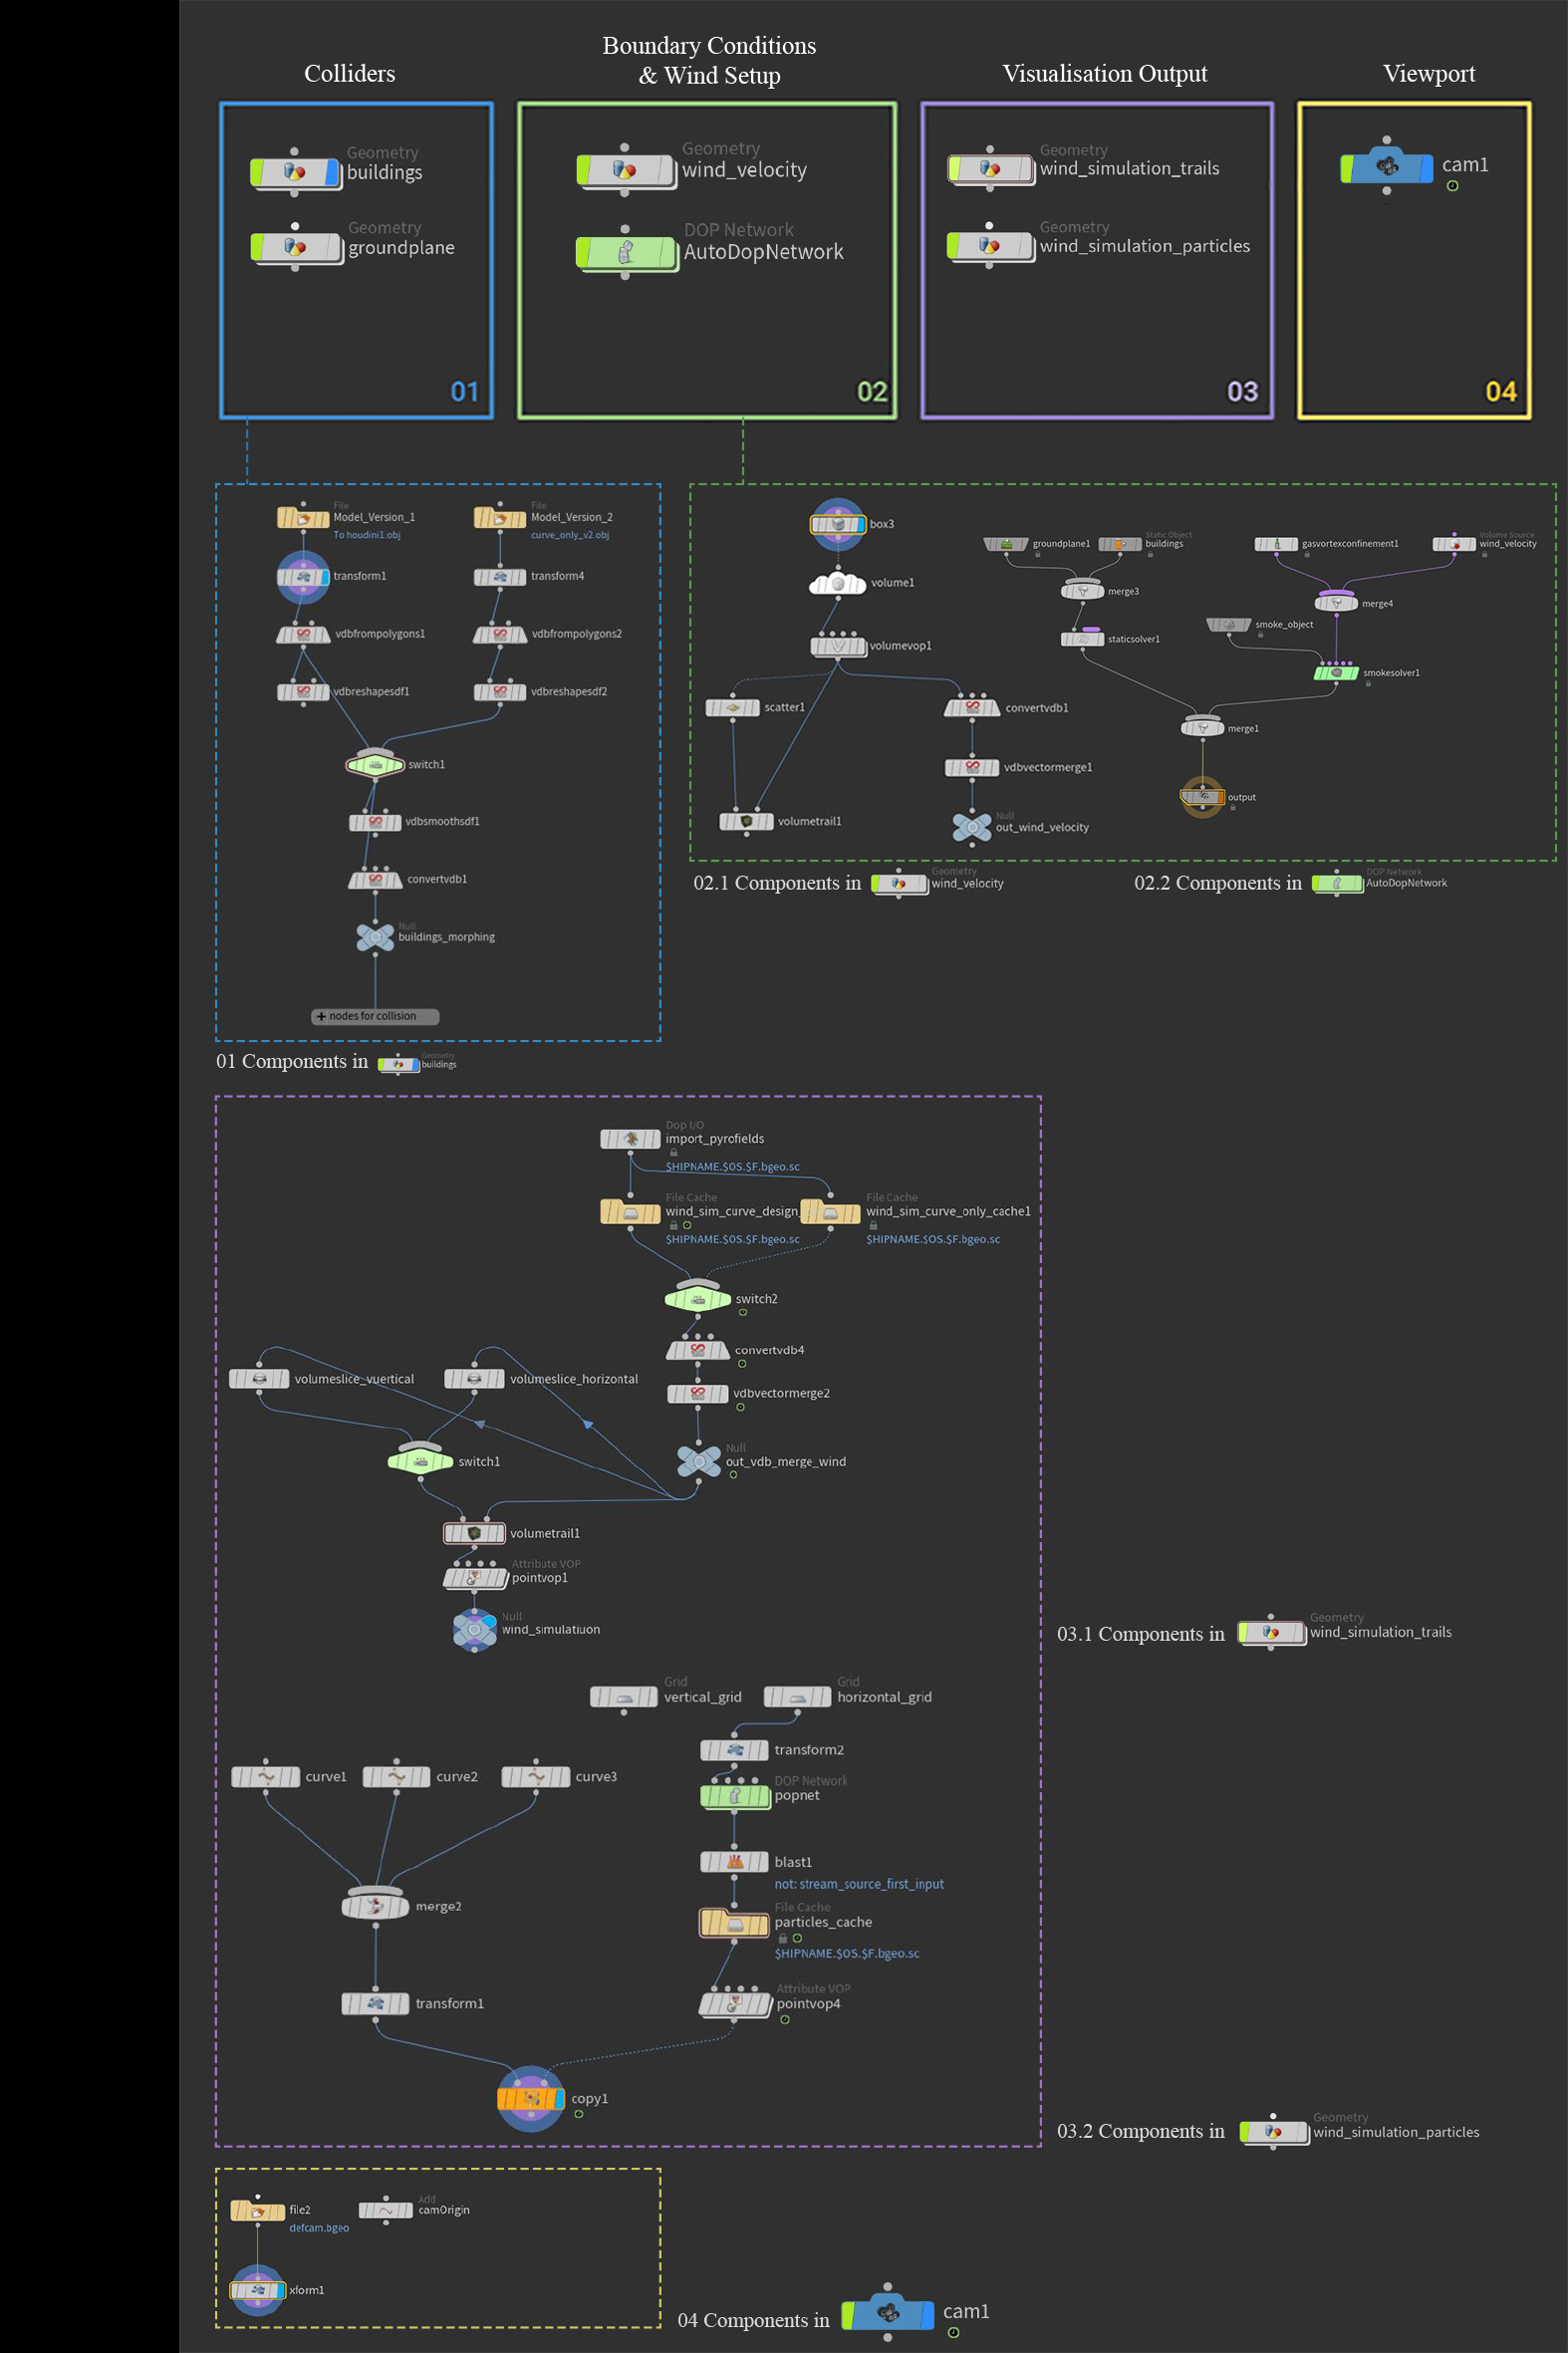 Colliders
Boundary Conditions
& Wind Setup
Visualisation Output
Viewport
Geometry
buildings
Geometry
groundplane
01
Geometry
wind_velocity
DOP Network
AutoDopNetwork
02
Geometry
wind_simulation_trails
Geometry
wind_simulation_particles
03
cam1
04
File
Model_Version_1
To houdini1.obj
File
Model_Version_2
curve_only_v2.obj
transform1
transform4
vdbfrompolygons1
vdbfrompolygons2
vdbreshapesdf1
vdbreshapesdf2
switch1
vdbsmoothsdf1
convertvdb1
Null
buildings_morphing
+ nodes for collision
01 Components in
Geometry
buildings
box3
volume1
volumevop1
scatter1
convertvdb1
vdbvectormerge1
volumetrail1
Null
out_wind_velocity
groundplane1
Static Object
buildings
merge3
staticsolver1
gasvortexconfinement1
Volume Source
wind_velocity
merge4
smoke_object
smokesolver1
merge1
output
02.1 Components in
Geometry
wind_velocity
02.2 Components in
DOP Network
AutoDopNetwork
Dop I/O
import_pyrofields
$HIPNAME.$OS.$F.bgeo.sc
File Cache
wind_sim_curve_design_
$HIPNAME.$OS.$F.bgeo.sc
File Cache
wind_sim_curve_only_cache1
$HIPNAME.$OS.$F.bgeo.sc
switch2
convertvdb4
volumeslice_vuertical
volumeslice_horizontal
vdbvectormerge2
switch1
Null
out_vdb_merge_wind
volumetrail1
Attribute VOP
pointvop1
Null
wind_simulatiuon
03.1 Components in
Geometry
wind_simulation_trails
Grid
vertical_grid
Grid
horizontal_grid
transform2
curve1
curve2
curve3
DOP Network
popnet
blast1
not: stream_source_first_input
merge2
File Cache
particles_cache
$HIPNAME.$OS.$F.bgeo.sc
transform1
Attribute VOP
pointvop4
copy1
03.2 Components in
Geometry
wind_simulation_particles
file2
defcam.bgeo
Add
camOrigin
xform1
04 Components in
cam1